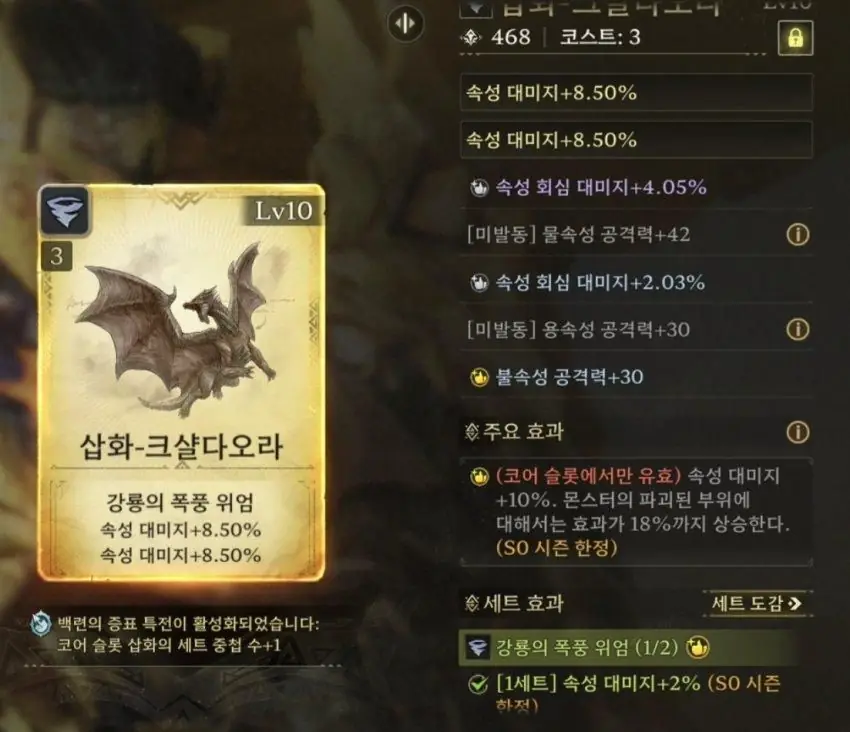 삽화-크샬다오라 Lv10
468 코스트: 3
속성 대미지+8.50%
속성 대미지+8.50%
속성 회심 대미지+4.05%
[미발동] 물속성 공격력+42
속성 회심 대미지+2.03%
[미발동] 용속성 공격력+30
불속성 공격력+30
주요 효과
(코어 슬롯에서만 유효) 속성 대미지
+10%. 몬스터의 파괴된 부위에
대해서는 효과가 18%까지 상승한다.
(S0 시즌 한정)
세트 효과
세트 도감
강룡의 폭풍 위엄 (1/2)
[1세트] 속성 대미지+2% (S0 시즌
한정)
Lv10
3
삽화-크샬다오라
강룡의 폭풍 위엄
속성 대미지+8.50%
속성 대미지+8.50%
백련의 증표 특전이 활성화되었습니다:
코어 슬롯 삽화의 세트 중첩 수+1